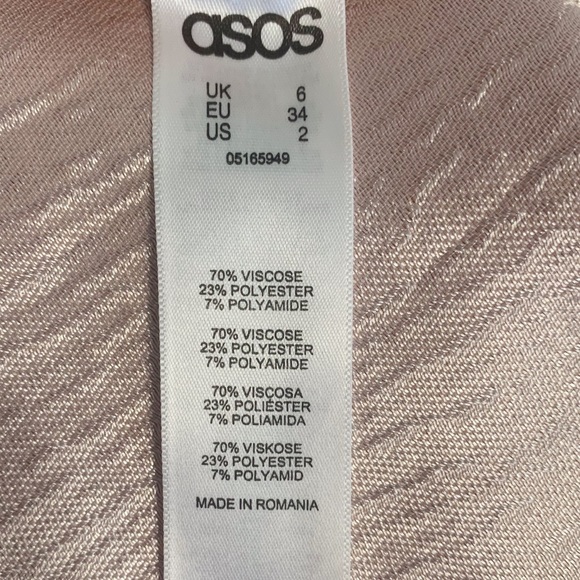 asos
UK 6
EU 34
US 2
05165949
70% VISCOSE
23% POLYESTER
7% POLYAMIDE
70% VISCOSE
23% POLYESTER
7% POLYAMIDE
70% VISCOSA
23% POLIÉSTER
7% POLIAMIDA
70% VISKOSE
23% POLYESTER
7% POLYAMID
MADE IN ROMANIA